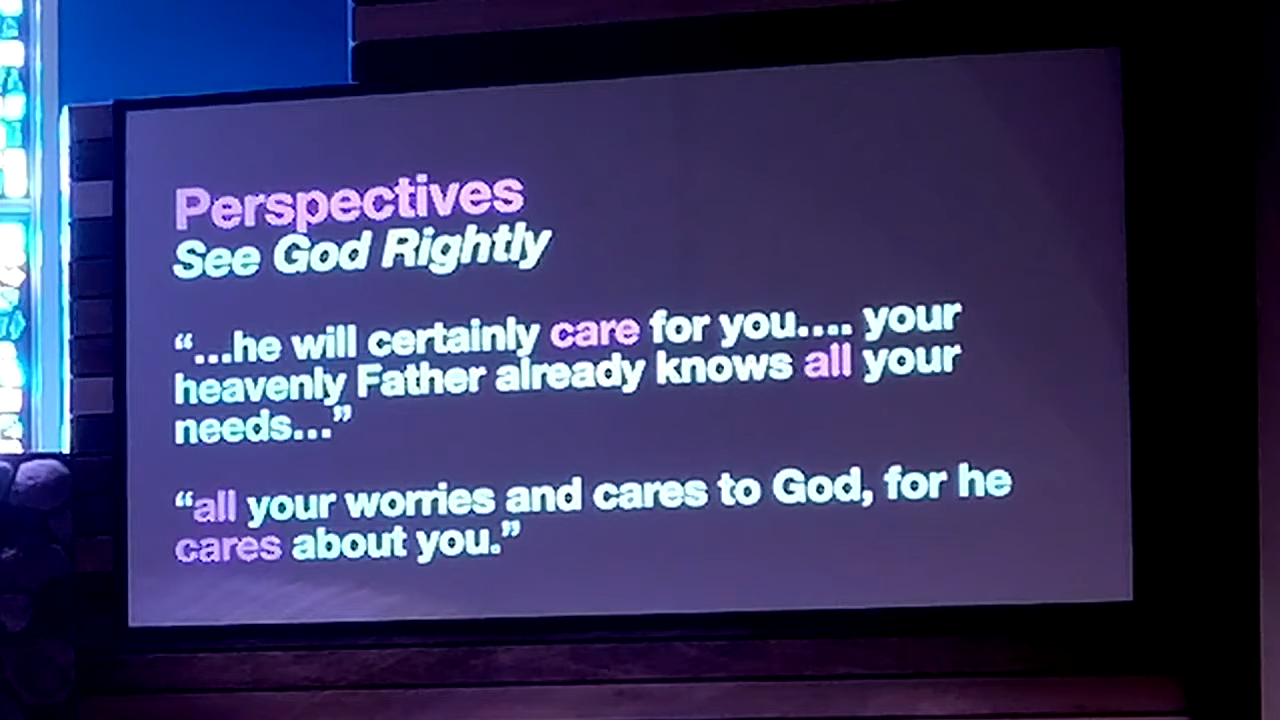 Perspectives
See God Rightly
“...he will certainly care for you.... your
heavenly Father already knows all your
needs...”
“all your worries and cares to God, for he
cares about you.”